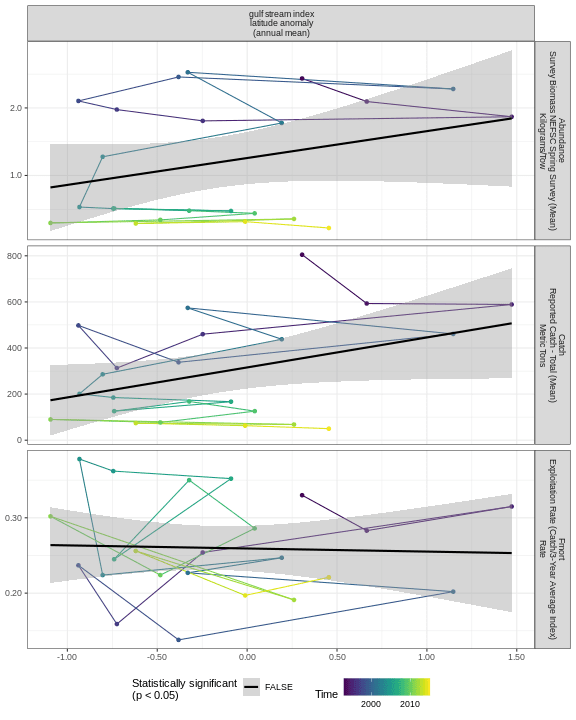 gulf stream index
latitude anomaly
(annual mean)
2.0
1.0
Abundance
Survey Biomass NEFSC Spring Survey (Mean)
Kilograms/Tow
800
600
400
200
0
Catch
Reported Catch - Total (Mean)
Metric Tons
0.30
0.20
Fmort
Exploitation Rate (Catch/3-Year Average Index)
Rate
-1.00
-0.50
0.00
0.50
1.00
1.50
Statistically significant
(p < 0.05)
FALSE
Time
2000
2010